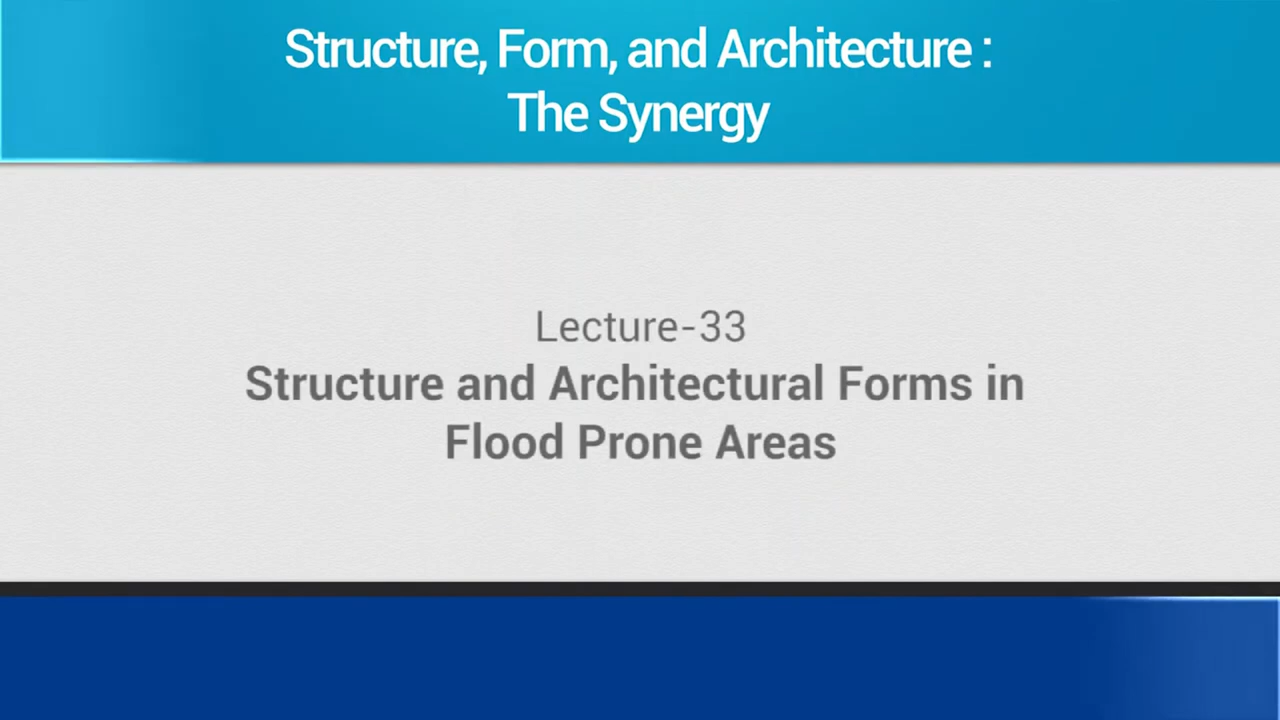 Structure, Form, and Architecture :
The Synergy
Lecture-33
Structure and Architectural Forms in
Flood Prone Areas